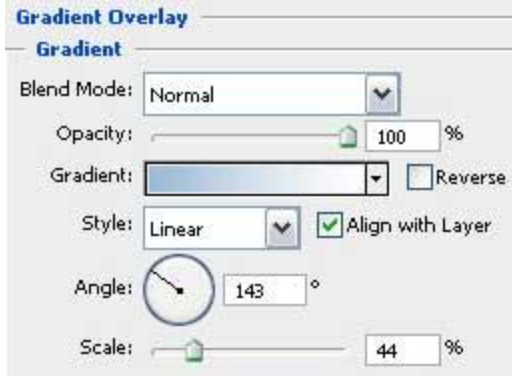 Gradient Overlay
Gradient
Blend Mode: Normal
Opacity: 100 %
Gradient: Reverse
Style: Linear Align with Layer
Angle: 143 °
Scale: 44 %